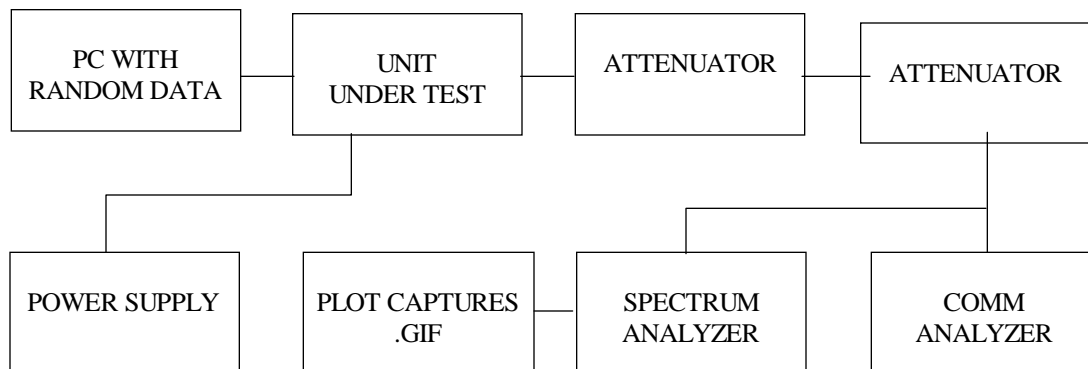 PC WITH
RANDOM DATA
UNIT
UNDER TEST
ATTENUATOR
ATTENUATOR
POWER SUPPLY
PLOT CAPTURES
.GIF
SPECTRUM
ANALYZER
COMM
ANALYZER